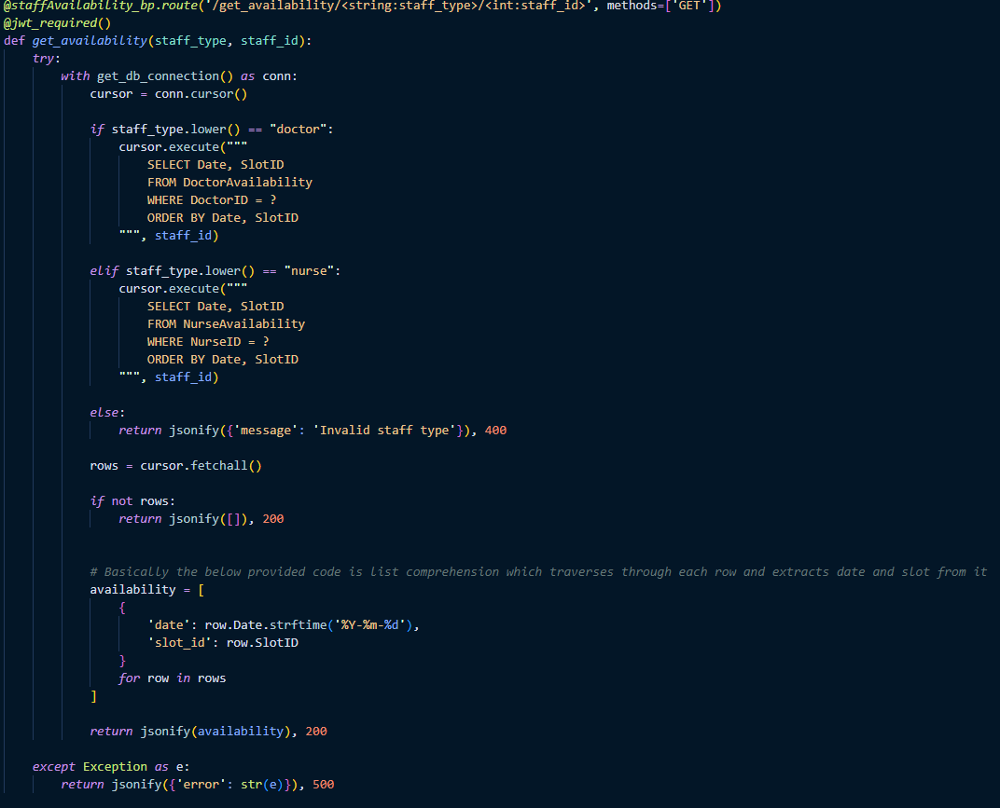 @staffAvailability_bp.route('/get_availability/<string:staff_type>/<int:staff_id>', methods=['GET'])
@jwt_required()
def get_availability(staff_type, staff_id):
    try:
        with get_db_connection() as conn:
            cursor = conn.cursor()

            if staff_type.lower() == "doctor":
                cursor.execute("""
                    SELECT Date, SlotID
                    FROM DoctorAvailability
                    WHERE DoctorID = ?
                    ORDER BY Date, SlotID
                """, staff_id)

            elif staff_type.lower() == "nurse":
                cursor.execute("""
                    SELECT Date, SlotID
                    FROM NurseAvailability
                    WHERE NurseID = ?
                    ORDER BY Date, SlotID
                """, staff_id)

            else:
                return jsonify({'message': 'Invalid staff type'}), 400

            rows = cursor.fetchall()

            if not rows:
                return jsonify([]), 200


            # Basically the below provided code is list comprehension which traverses through each row and extracts date and slot from it
            availability = [
                {
                    'date': row.Date.strftime('%Y-%m-%d'),
                    'slot_id': row.SlotID
                }
                for row in rows
            ]

            return jsonify(availability), 200

    except Exception as e:
        return jsonify({'error': str(e)}), 500